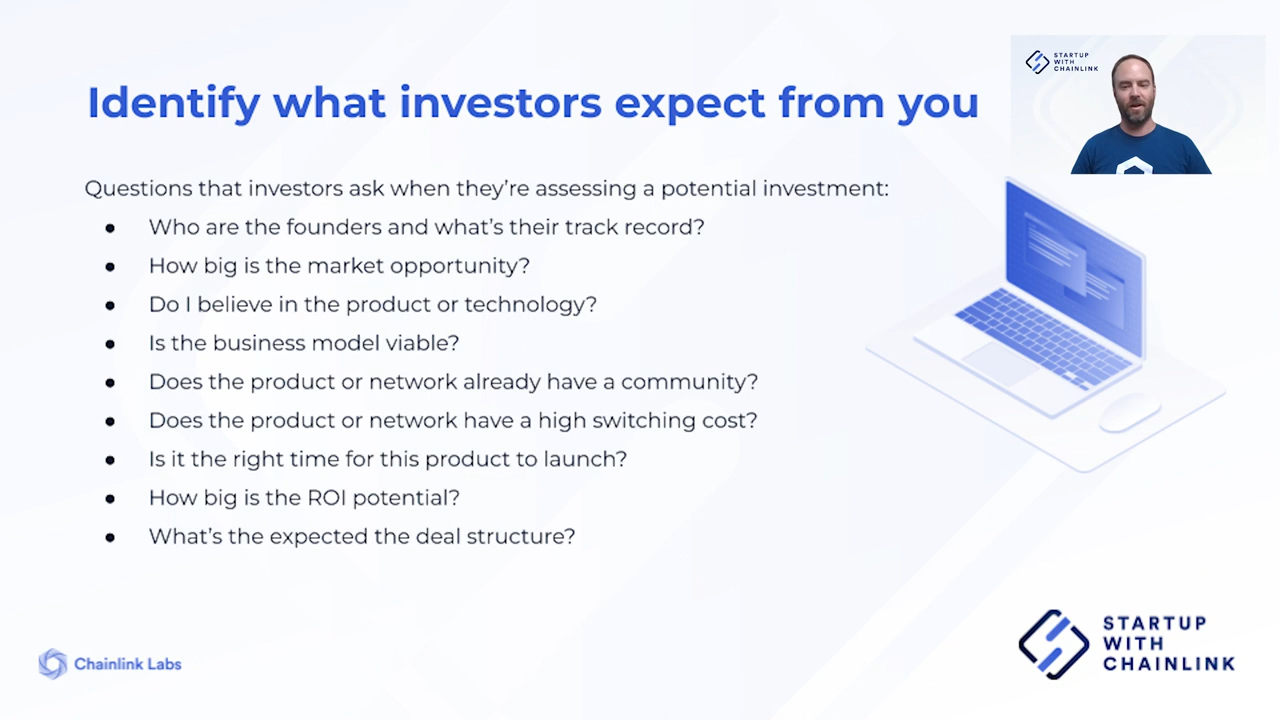 Identify what investors expect from you
STARTUP
WITH
CHAINLINK
Questions that investors ask when they're assessing a potential investment:
● Who are the founders and what's their track record?
● How big is the market opportunity?
● Do I believe in the product or technology?
● Is the business model viable?
● Does the product or network already have a community?
● Does the product or network have a high switching cost?
● Is it the right time for this product to launch?
● How big is the ROI potential?
● What's the expected the deal structure?
Chainlink Labs
STARTUP
WITH
CHAINLINK